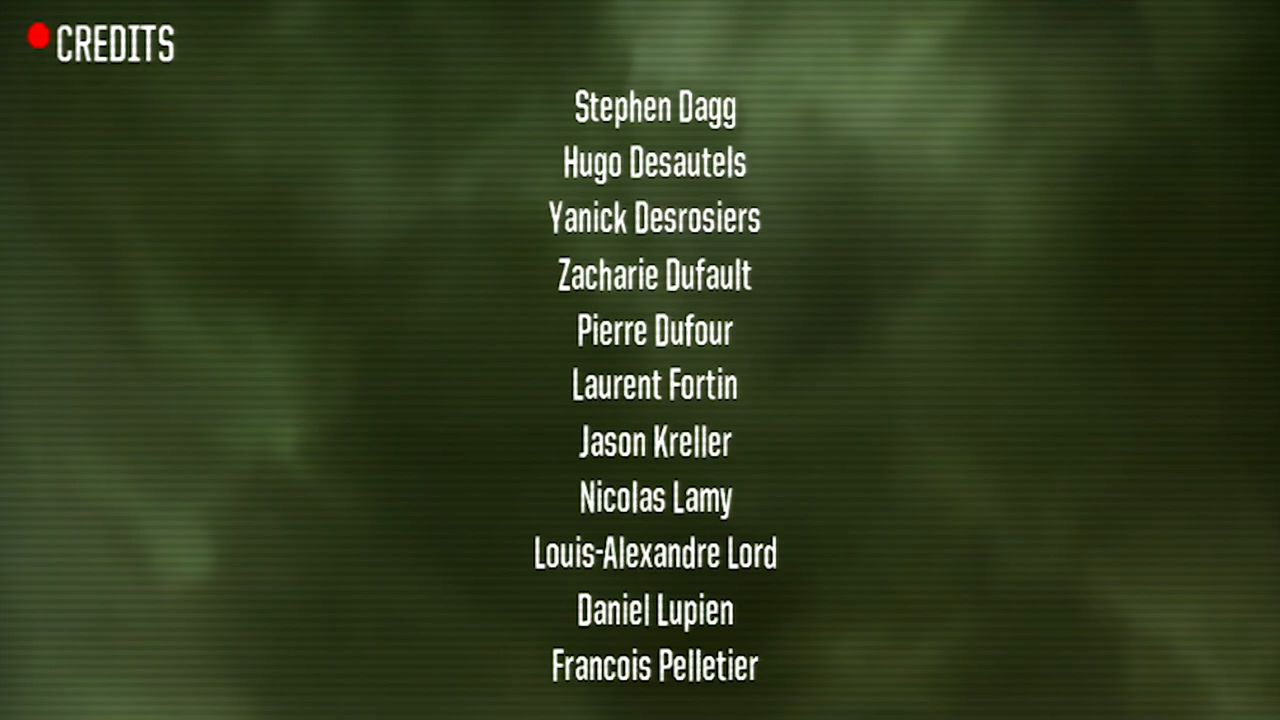 CREDITS
Stephen Dagg
Hugo Desautels
Yanick Desrosiers
Zacharie Dufault
Pierre Dufour
Laurent Fortin
Jason Kreller
Nicolas Lamy
Louis-Alexandre Lord
Daniel Lupien
Francois Pelletier